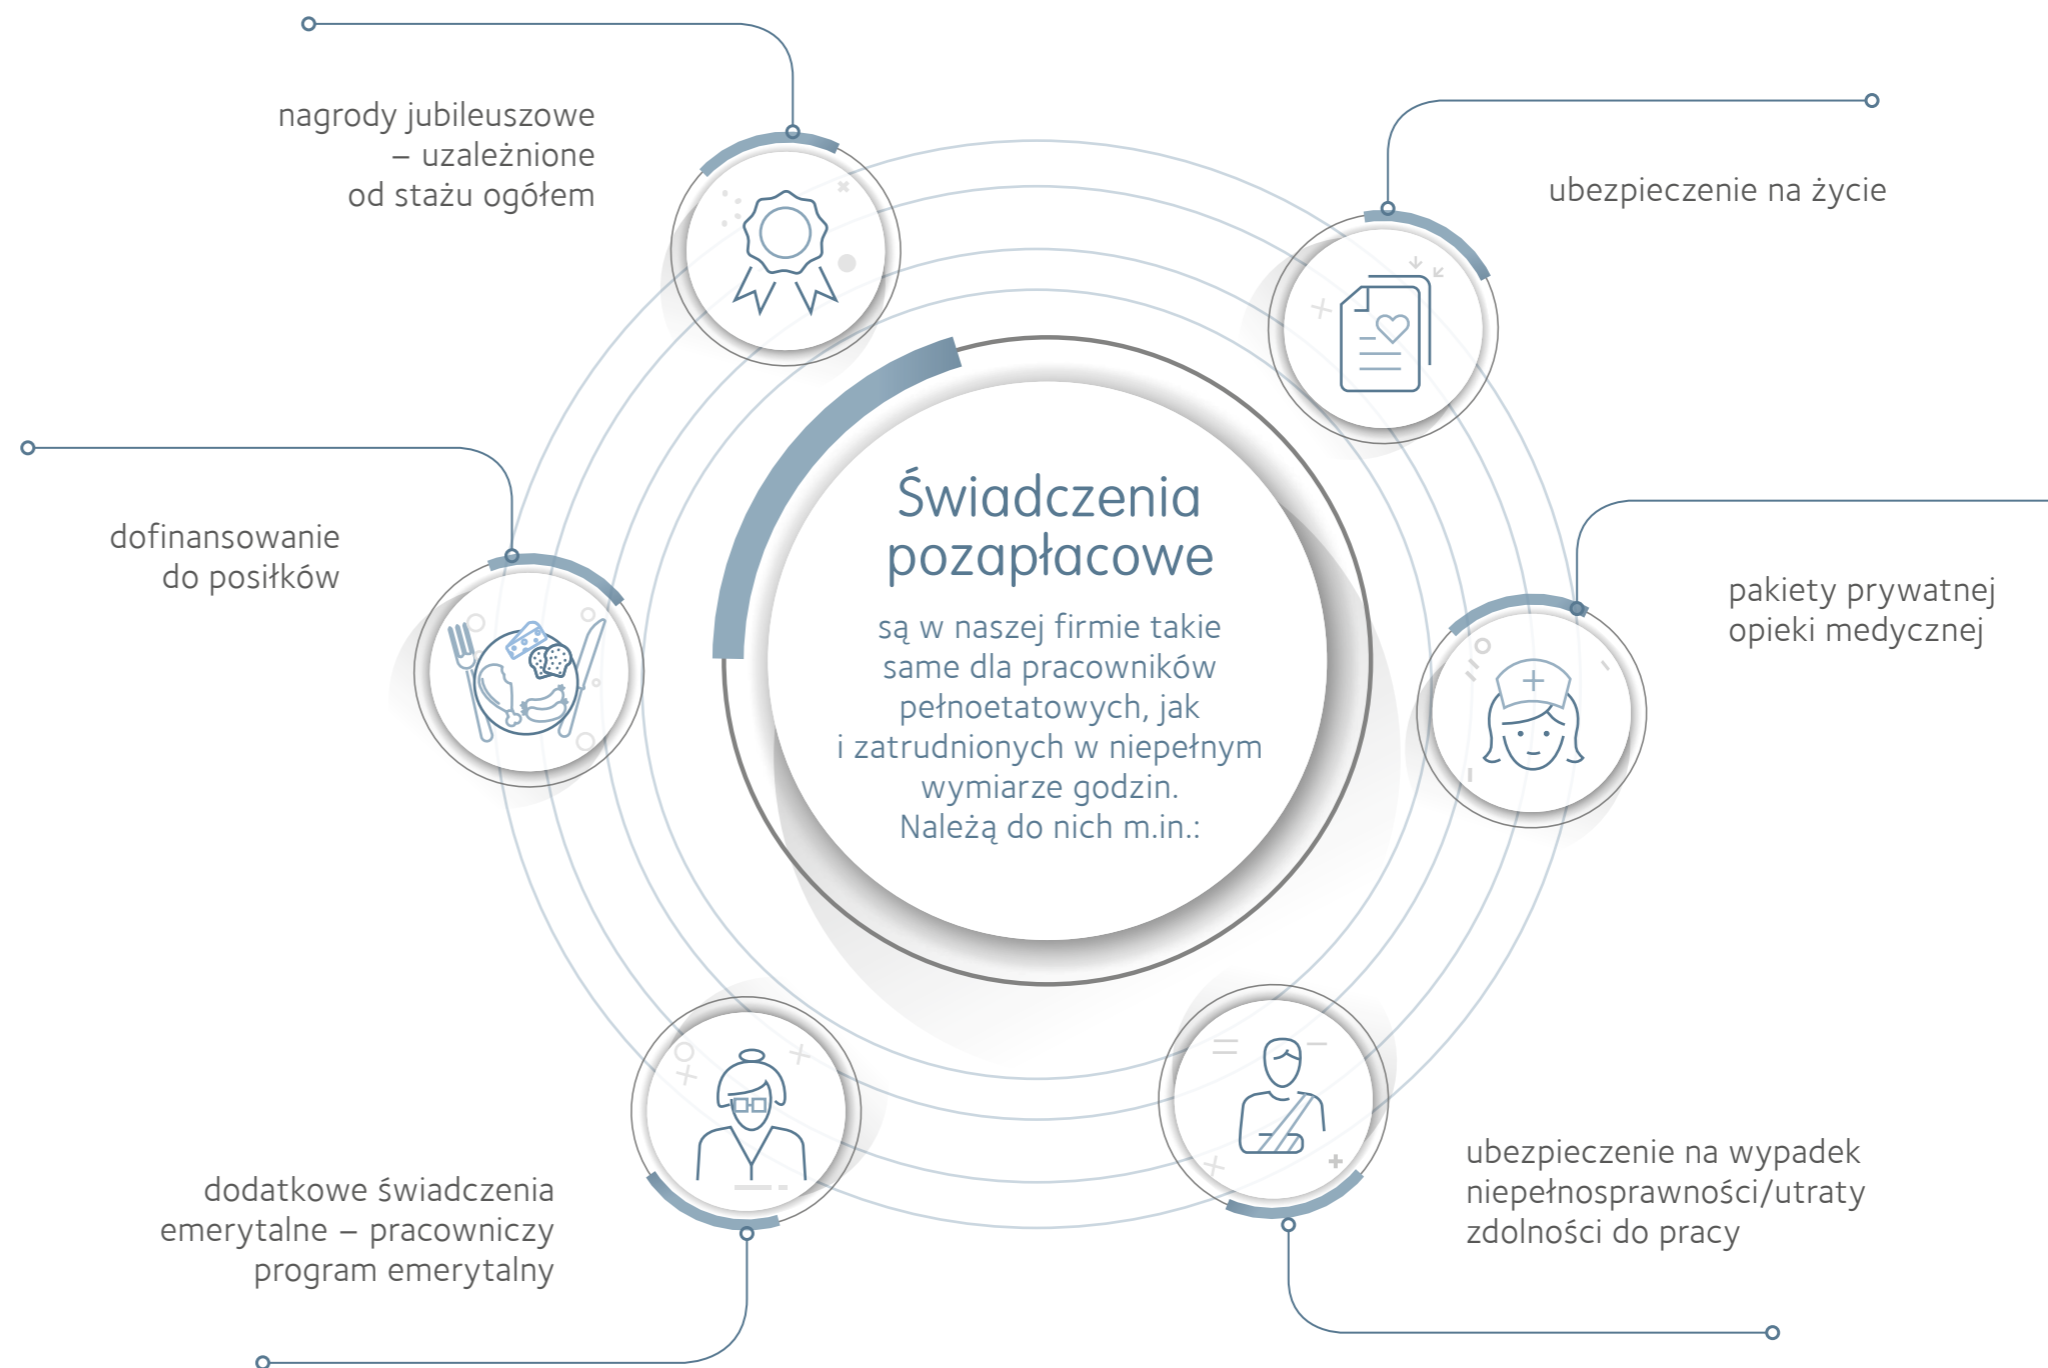 Świadczenia
pozapłacowe
są w naszej firmie takie
same dla pracowników
pełnoetatowych, jak
i zatrudnionych w niepełnym
wymiarze godzin.
Należą do nich m.in.:
nagrody jubileuszowe
– uzależnione
od stażu ogółem
ubezpieczenie na życie
dofinansowanie
do posiłków
pakiety prywatnej
opieki medycznej
dodatkowe świadczenia
emerytalne – pracowniczy
program emerytalny
ubezpieczenie na wypadek
niepełnosprawności/utraty
zdolności do pracy